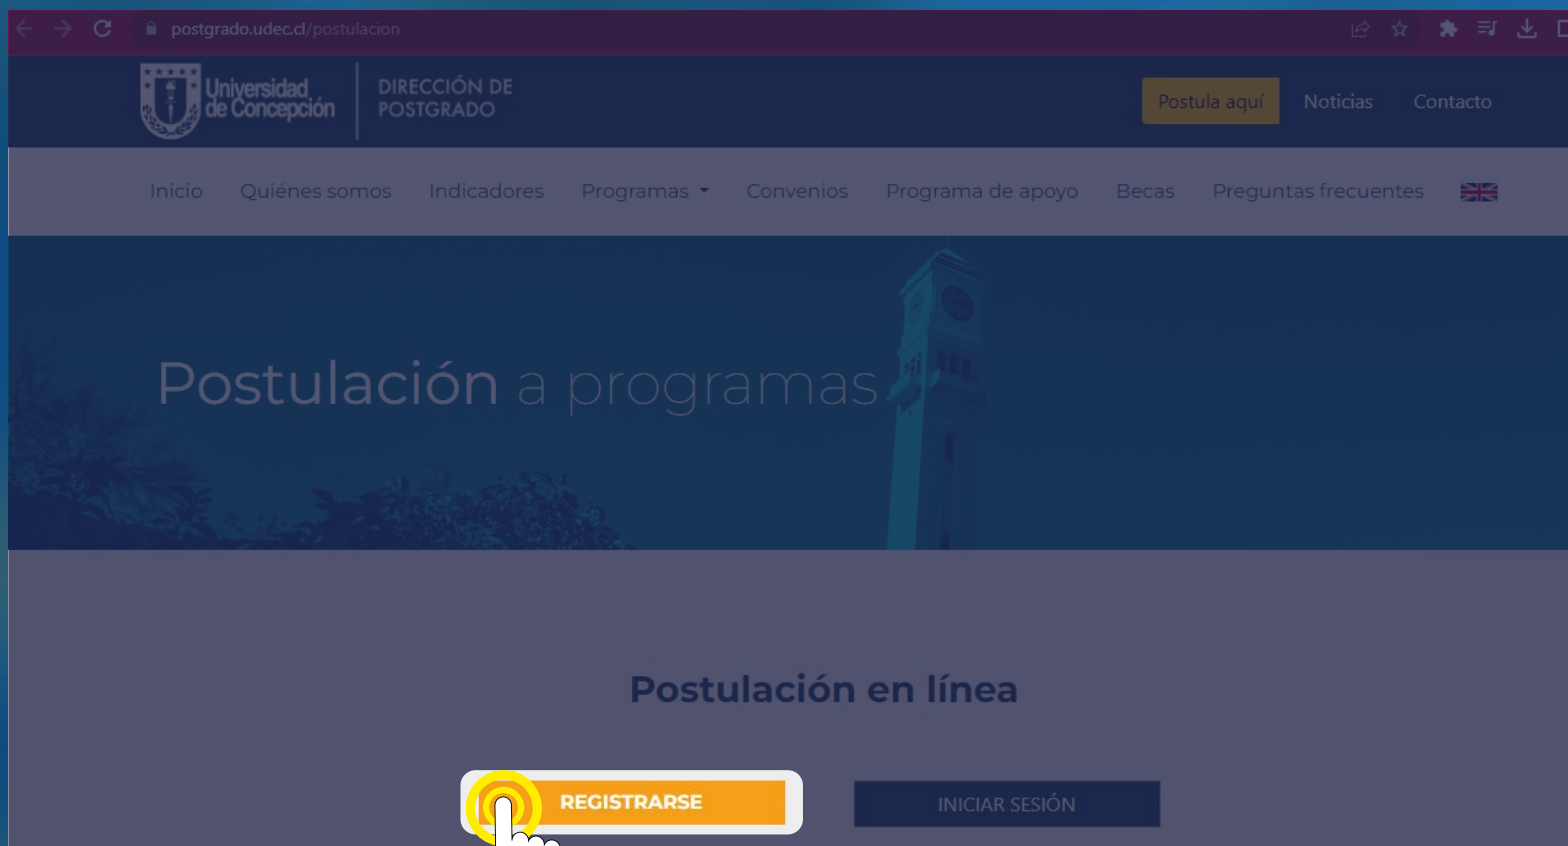 postgrado.udec.cl/postulacion
Universidad de Concepción
DIRECCIÓN DE POSTGRADO
Postula aquí
Noticias
Contacto
Inicio
Quiénes somos
Indicadores
Programas
Convenios
Programa de apoyo
Becas
Preguntas frecuentes
Postulación a programas
Postulación en línea
REGISTRARSE
INICIAR SESIÓN